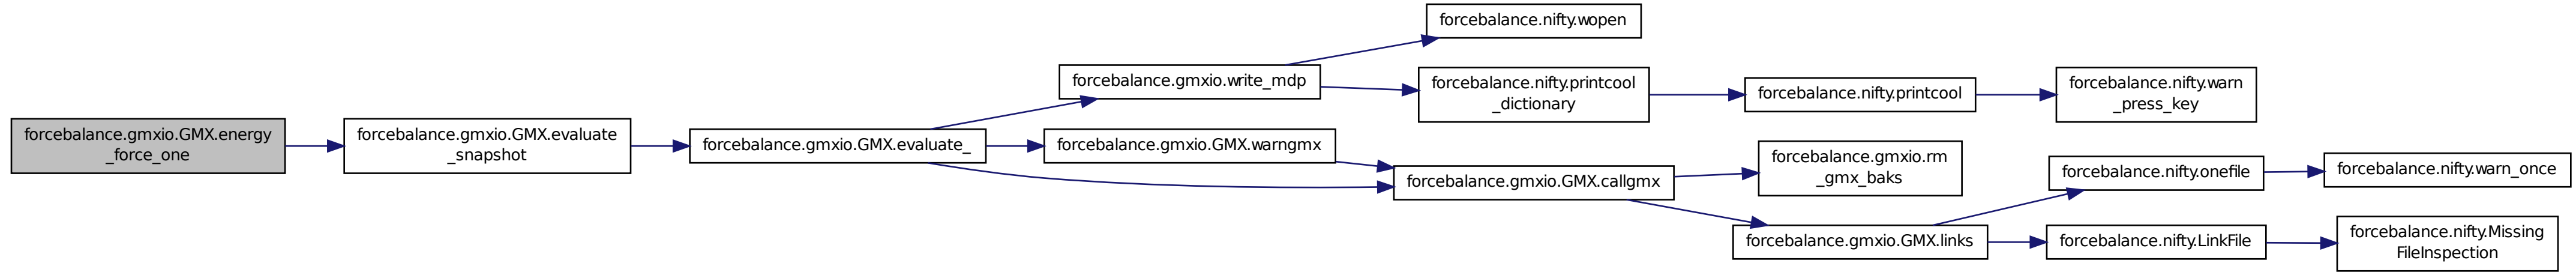 forcebalance.gmxio.GMX.energy
_force_one
forcebalance.gmxio.GMX.evaluate
_snapshot
forcebalance.gmxio.GMX.evaluate_
forcebalance.gmxio.write_mdp
forcebalance.nifty.wopen
forcebalance.nifty.printcool
_dictionary
forcebalance.nifty.printcool
forcebalance.nifty.warn
_press_key
forcebalance.gmxio.GMX.warngmx
forcebalance.gmxio.GMX.callgmx
forcebalance.gmxio.rm
_gmx_baks
forcebalance.gmxio.GMX.links
forcebalance.nifty.onefile
forcebalance.nifty.warn_once
forcebalance.nifty.LinkFile
forcebalance.nifty.Missing
FileInspection